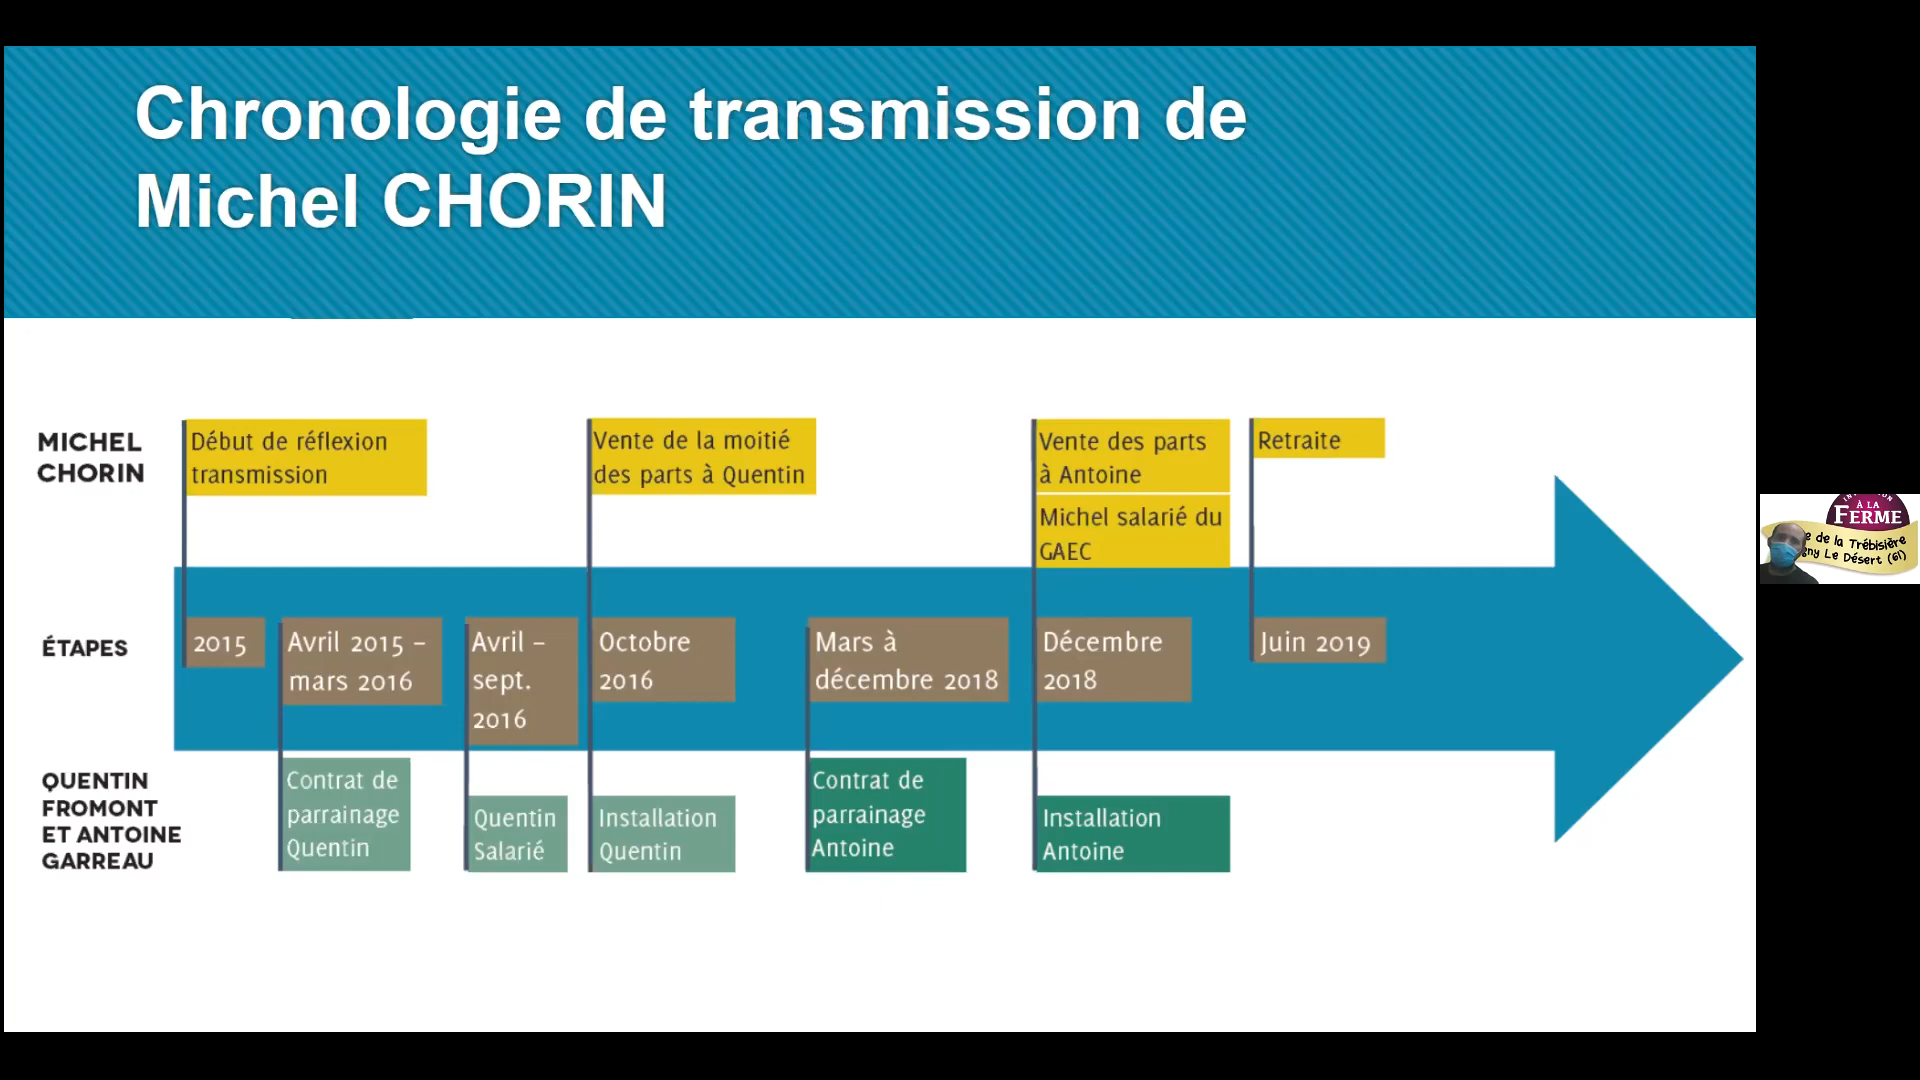 Chronologie de transmission de
Michel CHORIN
MICHEL
CHORIN
Début de réflexion
transmission
Vente de la moitié
des parts à Quentin
Vente des parts
à Antoine
Michel salarié du
GAEC
Retraite
ÉTAPES
2015
Avril 2015 –
mars 2016
Avril –
sept.
2016
Octobre
2016
Mars à
décembre 2018
Décembre
2018
Juin 2019
QUENTIN
FROMONT
ET ANTOINE
GARREAU
Contrat de
parrainage
Quentin
Quentin
Salarié
Installation
Quentin
Contrat de
parrainage
Antoine
Installation
Antoine
À LA
FERME
de la Trébisière
Le Désert (61)